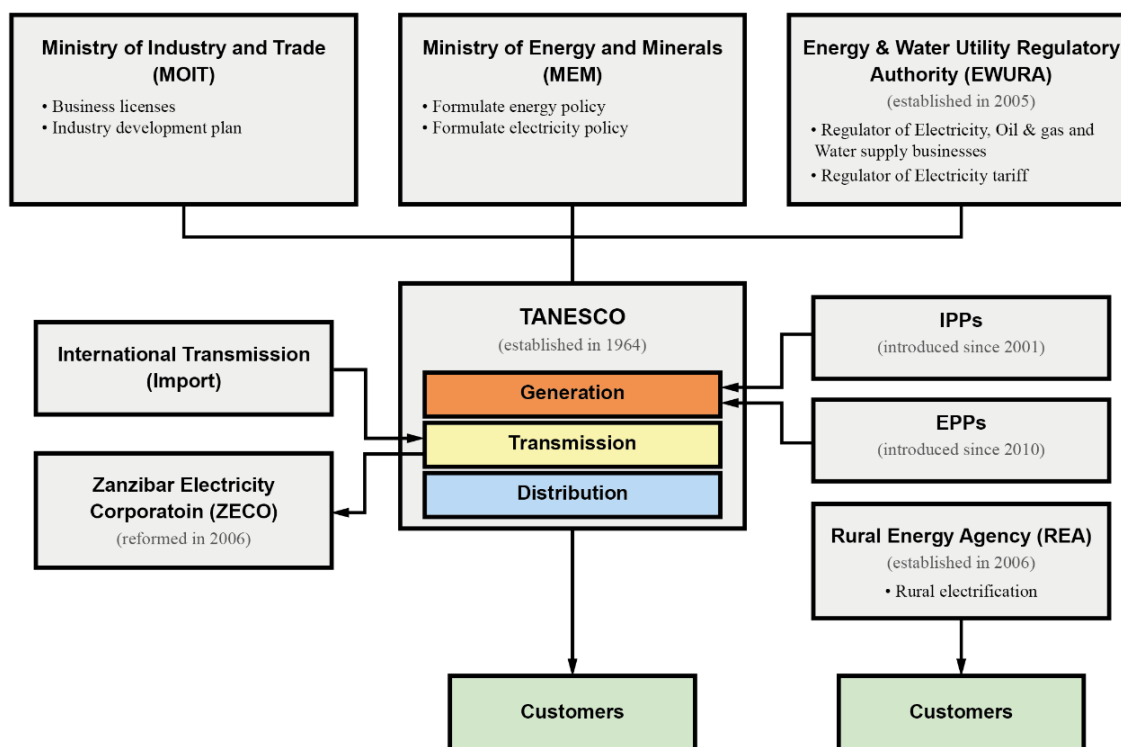 Ministry of Industry and Trade
(MOIT)
• Business licenses
• Industry development plan
Ministry of Energy and Minerals
(MEM)
• Formulate energy policy
• Formulate electricity policy
Energy & Water Utility Regulatory
Authority (EWURA)
(established in 2005)
• Regulator of Electricity, Oil & gas and
Water supply businesses
• Regulator of Electricity tariff
International Transmission
(Import)
Zanzibar Electricity
Corporatoin (ZECO)
(reformed in 2006)
TANESCO
(established in 1964)
Generation
Transmission
Distribution
IPPs
(introduced since 2001)
EPPs
(introduced since 2010)
Rural Energy Agency (REA)
(established in 2006)
• Rural electrification
Customers
Customers